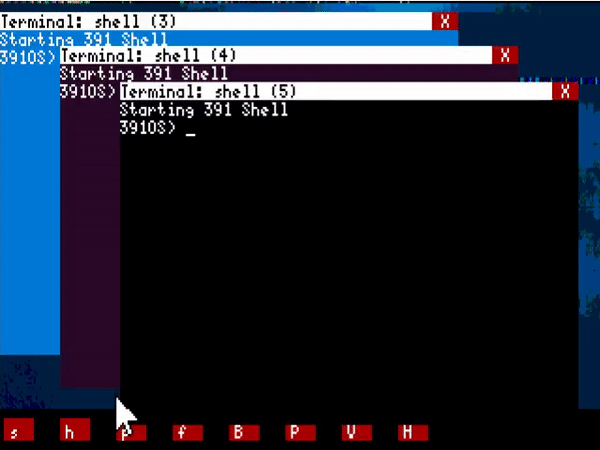 Terminal: shell (3) X
Starting 391 Shell
391OS>
Terminal: shell (4) X
Starting 391 Shell
391OS>
Terminal: shell (5) X
Starting 391 Shell
391OS> _
s h p f B P V H